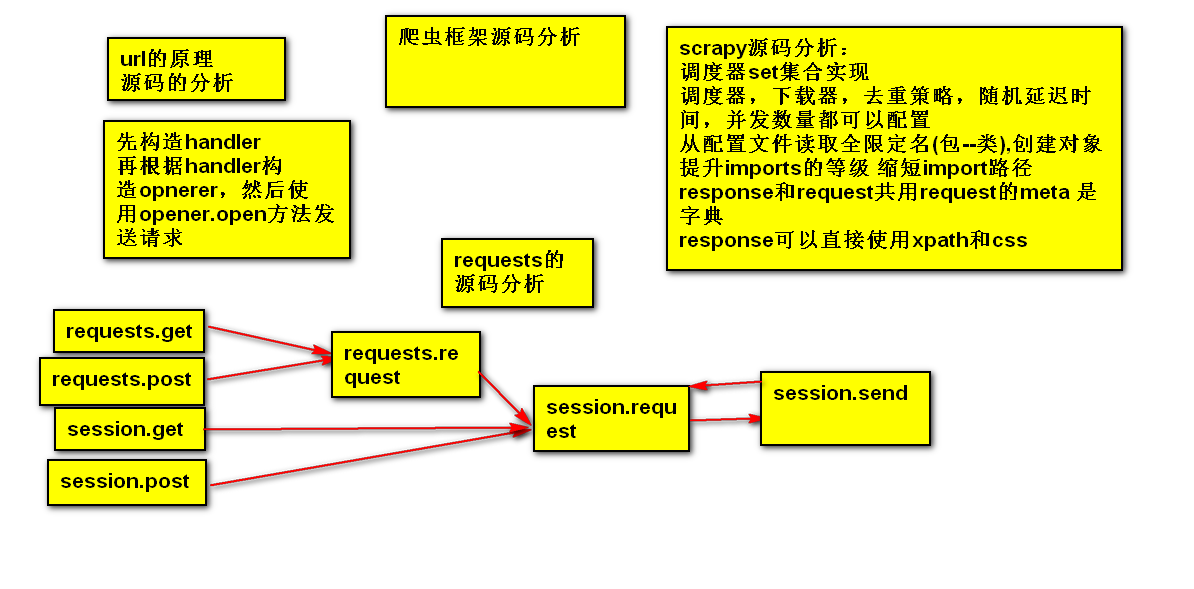 爬虫框架源码分析
url的原理
源码的分析
先构造handler
再根据handler构
造opnerer，然后使
用opener.open方法发
送请求
scrapy源码分析：
调度器set集合实现
调度器，下载器，去重策略，随机延迟时
间，并发数量都可以配置
从配置文件读取全限定名(包--类),创建对象
提升imports的等级 缩短import路径
response和request共用request的meta 是
字典
response可以直接使用xpath和css
requests的
源码分析
requests.get
requests.post
session.get
session.post
requests.re
quest
session.requ
est
session.send